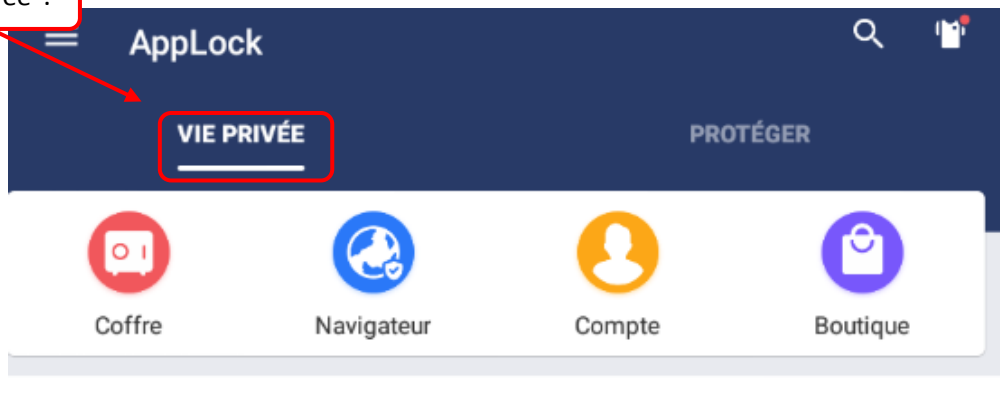 AppLock
VIE PRIVÉE
PROTÉGER
Coffre
Navigateur
Compte
Boutique